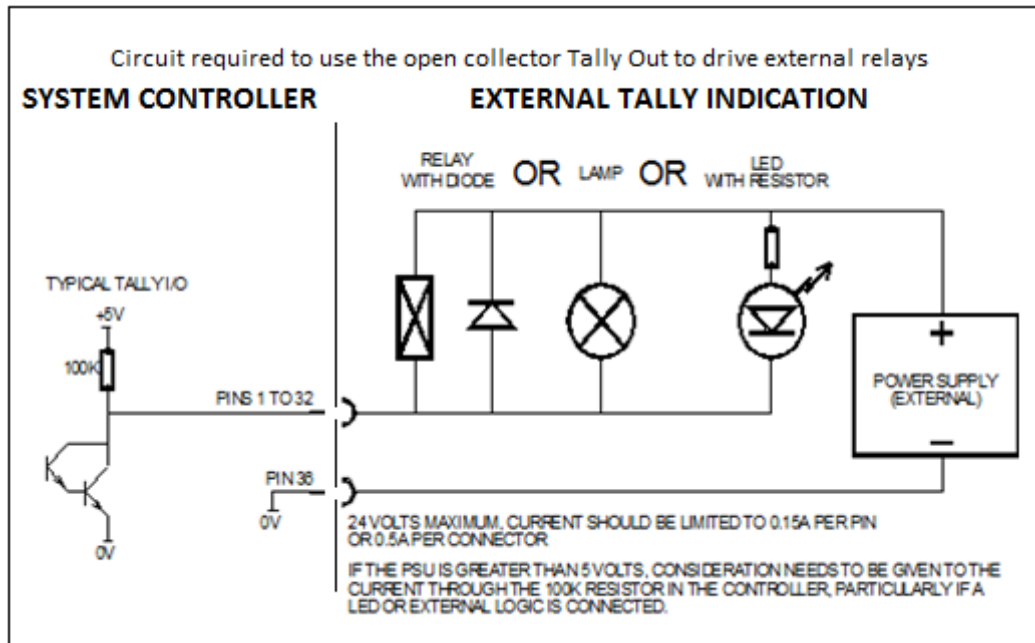 Circuit required to use the open collector Tally Out to drive external relays
SYSTEM CONTROLLER
EXTERNAL TALLY INDICATION
RELAY
WITH DIODE
OR
LAMP
OR
LED
WITH RESISTOR
TYPICAL TALLY I/O
+5V
100K
PINS 1 TO 32
+
POWER SUPPLY
(EXTERNAL)
−
PIN 36
0V
0V
24 VOLTS MAXIMUM, CURRENT SHOULD BE LIMITED TO 0.15A PER PIN
OR 0.5A PER CONNECTOR
IF THE PSU IS GREATER THAN 5 VOLTS, CONSIDERATION NEEDS TO BE GIVEN TO THE
CURRENT THROUGH THE 100K RESISTOR IN THE CONTROLLER, PARTICULARLY IF A
LED OR EXTERNAL LOGIC IS CONNECTED.